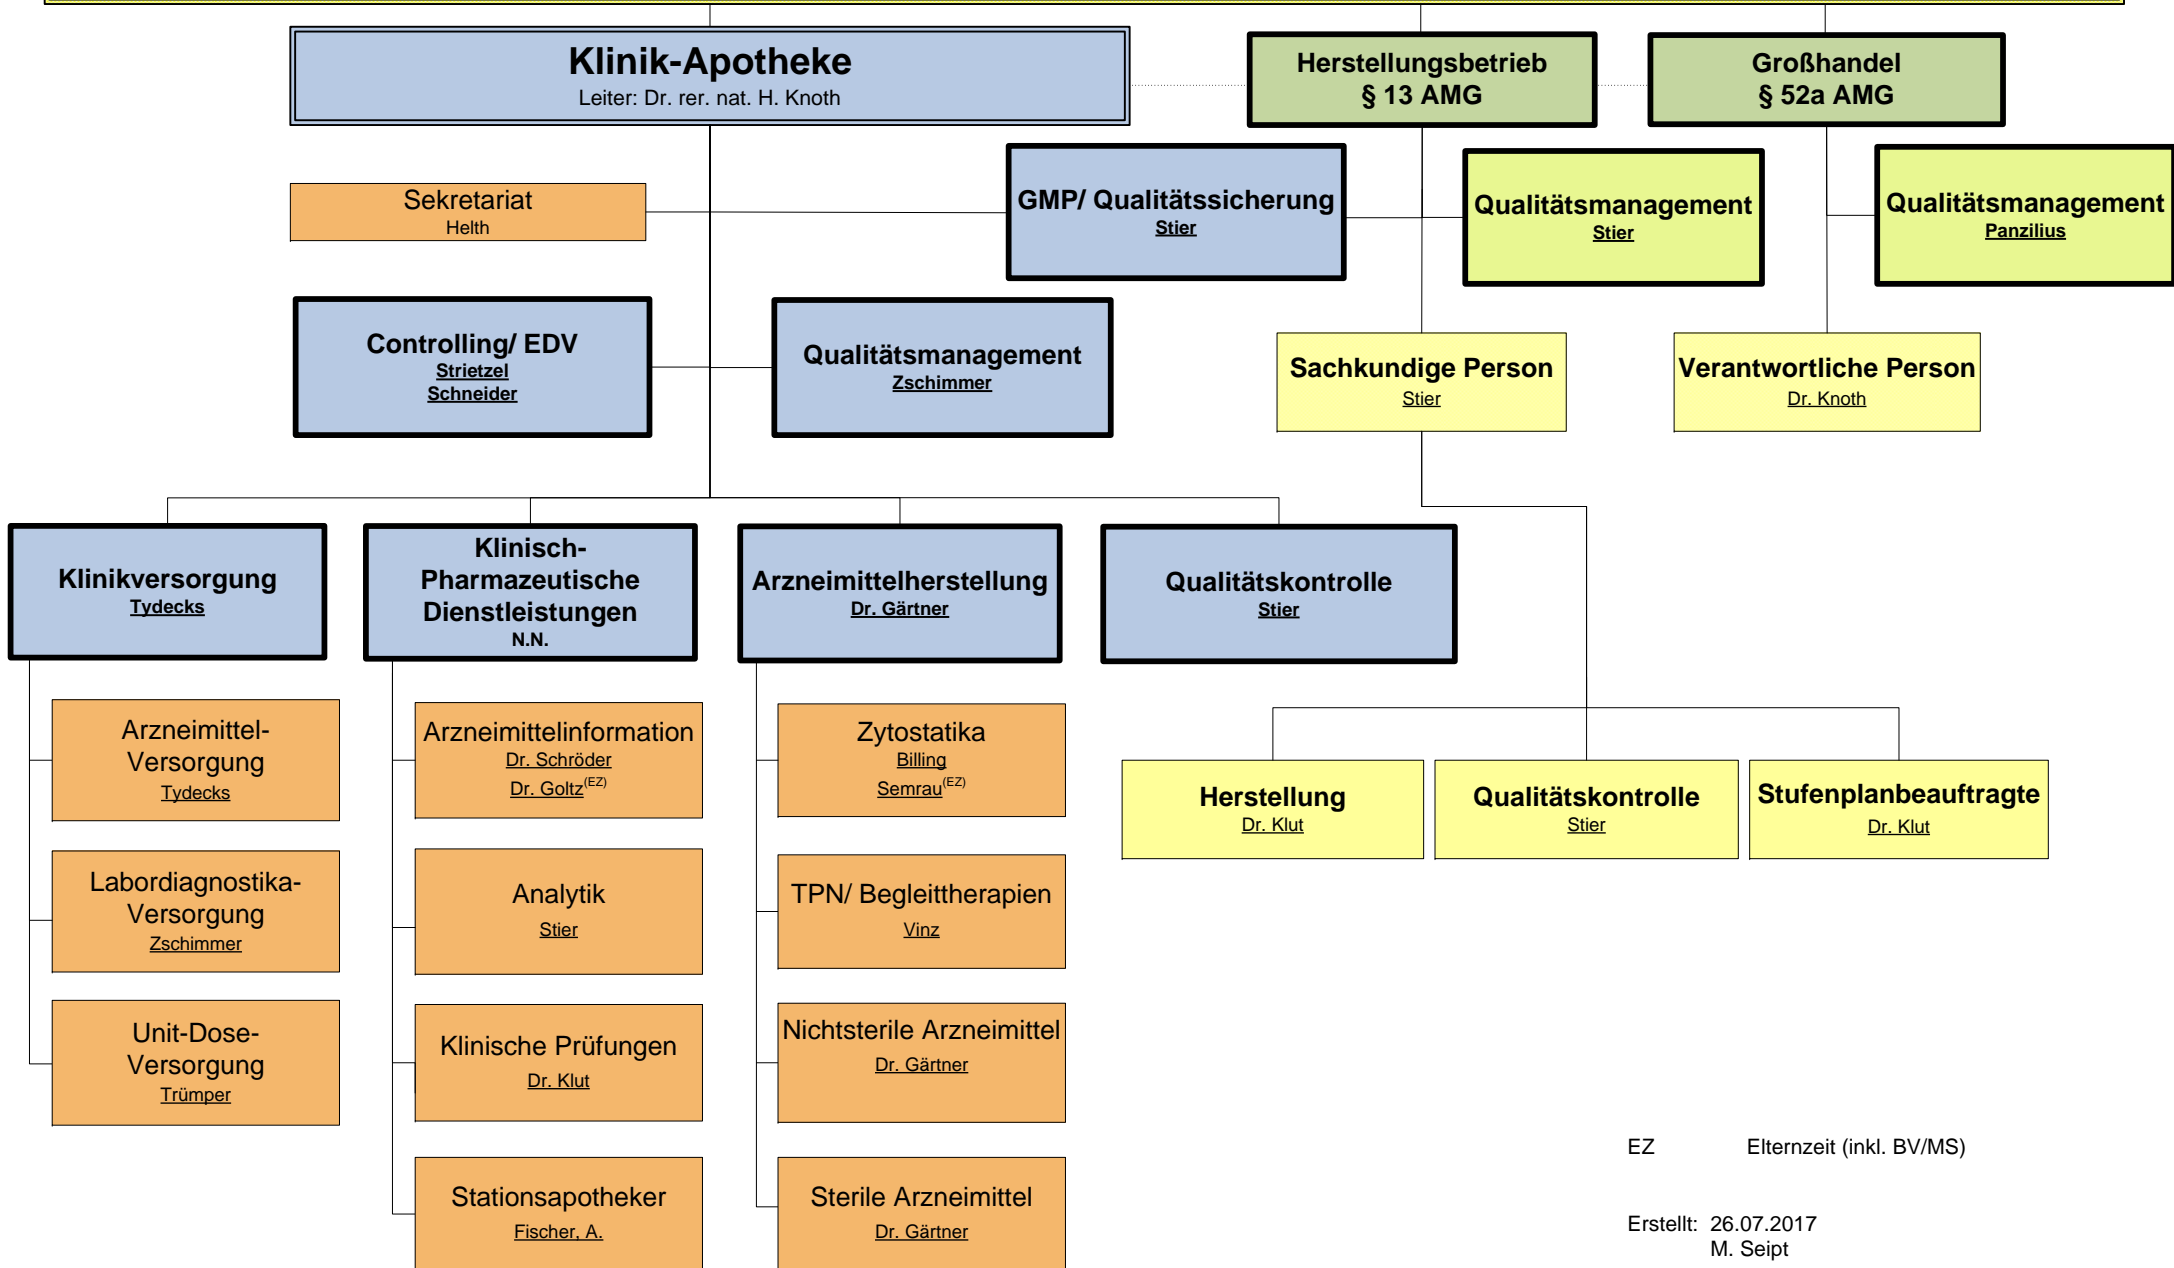 Klinik-Apotheke
Leiter: Dr. rer. nat. H. Knoth
Herstellungsbetrieb
§ 13 AMG
Großhandel
§ 52a AMG
Sekretariat
Helth
GMP/ Qualitätssicherung
Stier
Qualitätsmanagement
Stier
Qualitätsmanagement
Panzilius
Controlling/ EDV
Strietzel
Schneider
Qualitätsmanagement
Zschimmer
Sachkundige Person
Stier
Verantwortliche Person
Dr. Knoth
Klinikversorgung
Tydecks
Klinisch-
Pharmazeutische
Dienstleistungen
N.N.
Arzneimittelherstellung
Dr. Gärtner
Qualitätskontrolle
Stier
Arzneimittel-
Versorgung
Tydecks
Labordiagnostika-
Versorgung
Zschimmer
Unit-Dose-
Versorgung
Trümper
Arzneimittelinformation
Dr. Schröder
Dr. Goltz(EZ)
Analytik
Stier
Klinische Prüfungen
Dr. Klut
Stationsapotheker
Fischer, A.
Zytostatika
Billing
Semrau(EZ)
TPN/ Begleittherapien
Vinz
Nichtsterile Arzneimittel
Dr. Gärtner
Sterile Arzneimittel
Dr. Gärtner
Herstellung
Dr. Klut
Qualitätskontrolle
Stier
Stufenplanbeauftragte
Dr. Klut
EZ Elternzeit (inkl. BV/MS)
Erstellt: 26.07.2017
M. Seipt